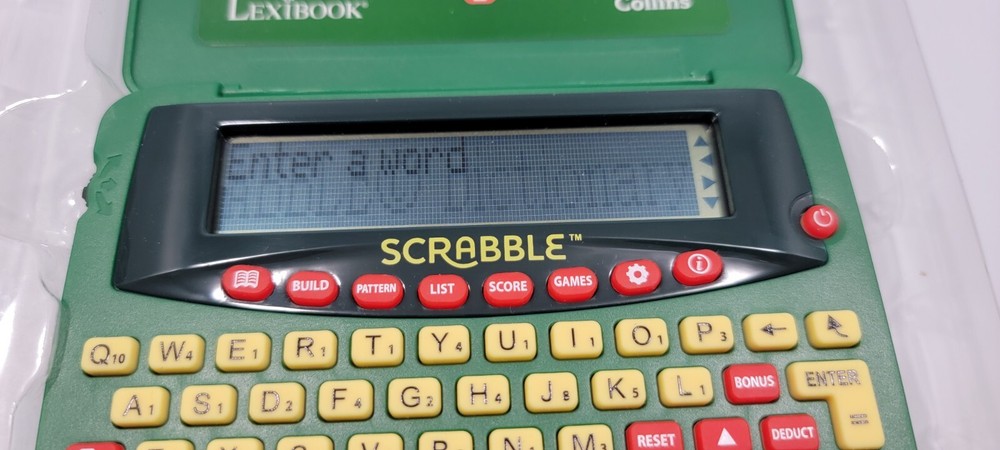 LEXIBOOK®
Collins
Enter a word
SCRABBLE™
BUILD PATTERN LIST SCORE GAMES i
Q10 W4 E1 R1 T1 Y4 U1 I1 O1 P3
A1 S1 D2 F4 G2 H4 J8 K5 L1 BONUS ENTER
M3 RESET DEDUCT